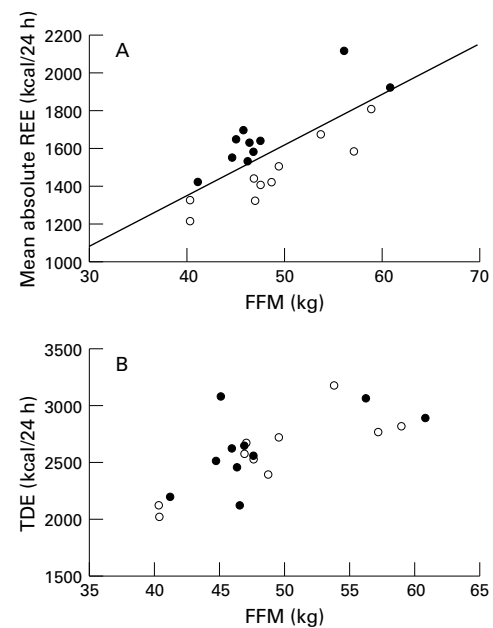 A
Mean absolute REE (kcal/24 h)
2200
2000
1800
1600
1400
1200
1000
30 40 50 60 70
FFM (kg)
B
TDE (kcal/24 h)
3500
3000
2500
2000
1500
35 40 45 50 55 60 65
FFM (kg)